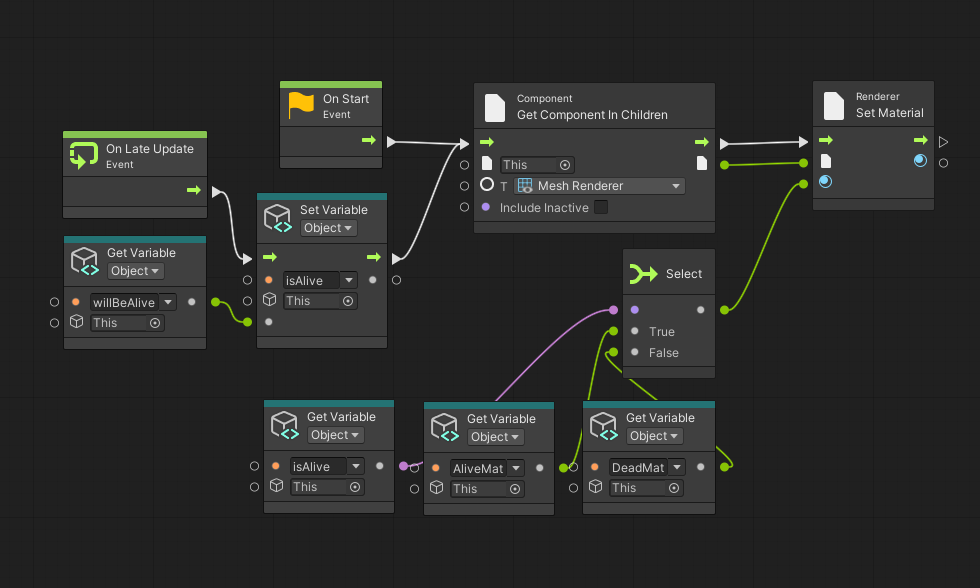 On Start
Event
Component
Get Component In Children
This
T
Mesh Renderer
Include Inactive
Renderer
Set Material
On Late Update
Event
Set Variable
Object
isAlive
This
Get Variable
Object
willBeAlive
This
Select
True
False
Get Variable
Object
isAlive
This
Get Variable
Object
AliveMat
This
Get Variable
Object
DeadMat
This